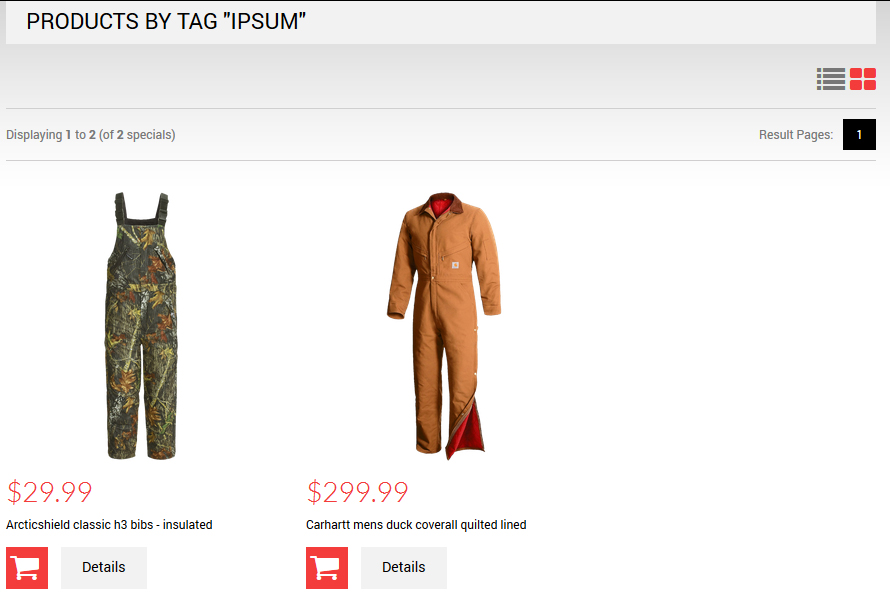 PRODUCTS BY TAG "IPSUM"
Displaying 1 to 2 (of 2 specials)
Result Pages: 1
$29.99
Arcticshield classic h3 bibs - insulated
Details
$299.99
Carhartt mens duck coverall quilted lined
Details